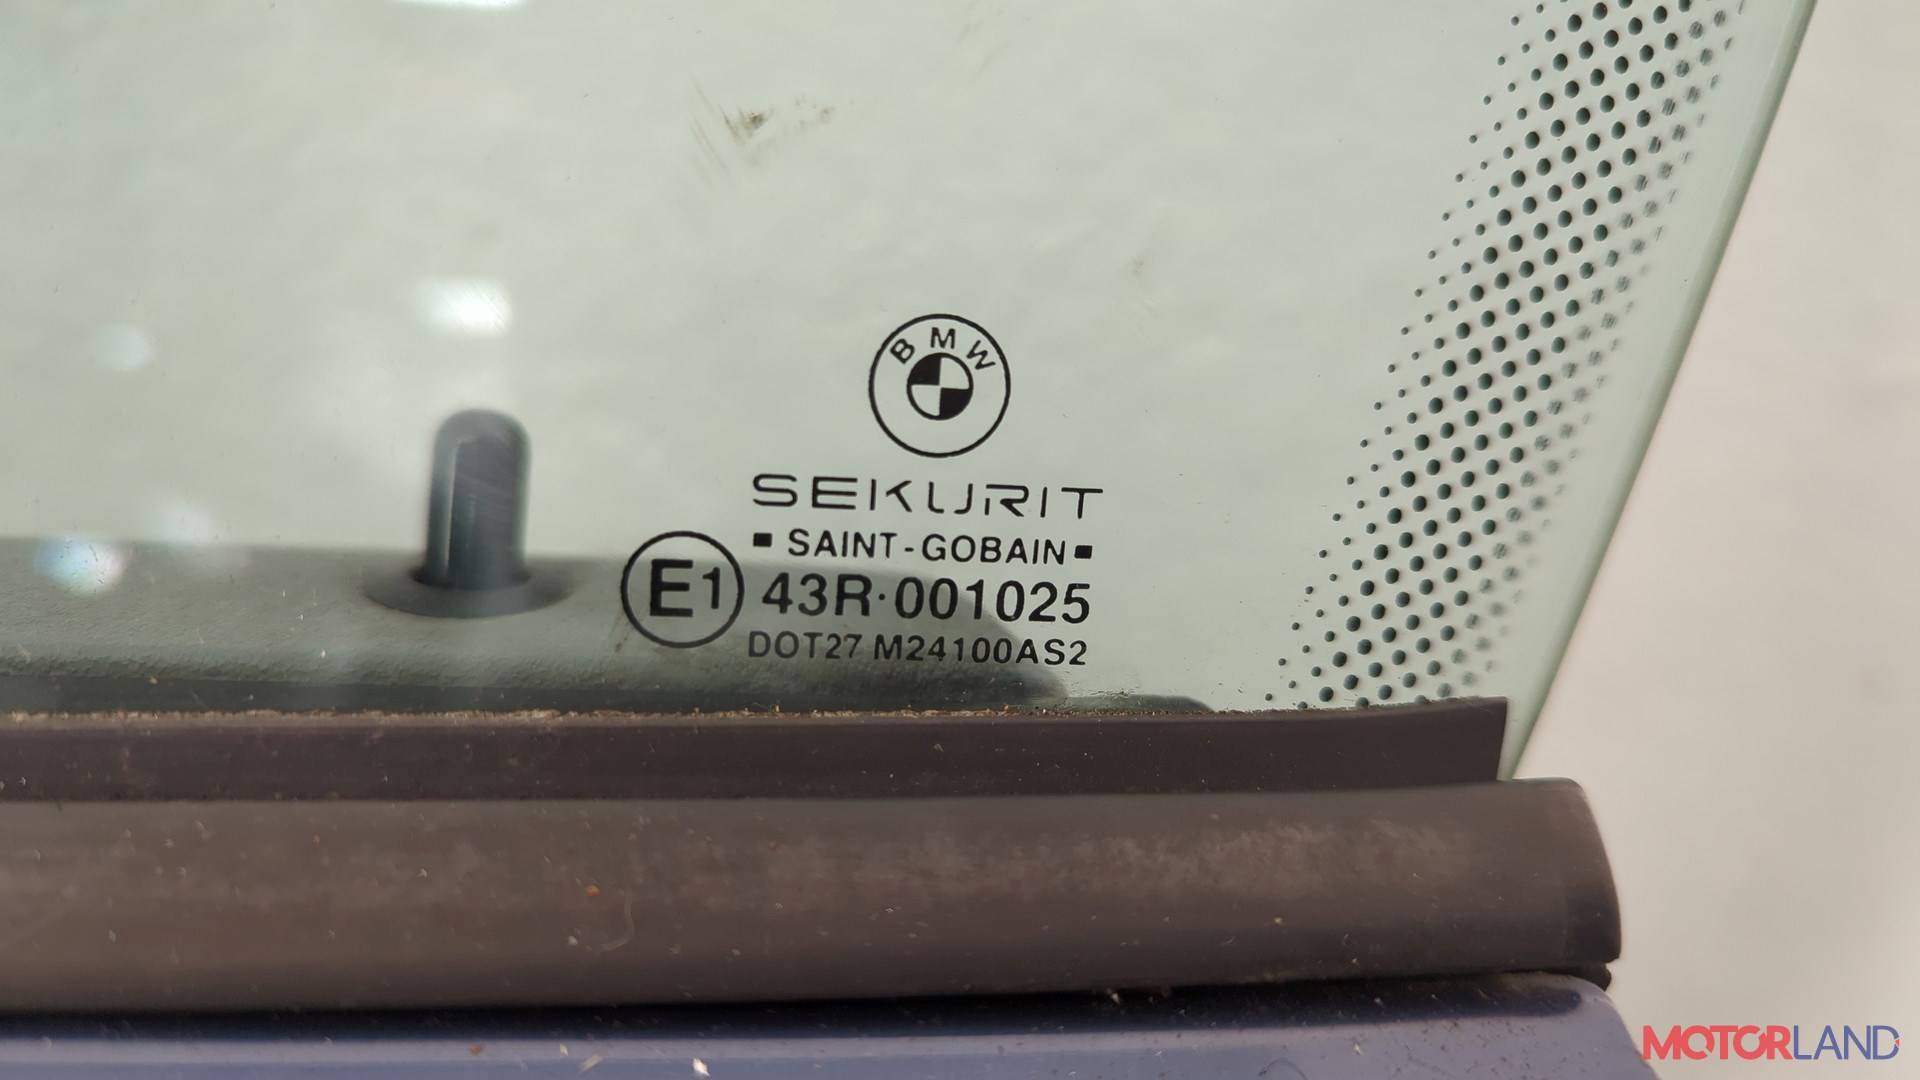 BMW
SEKURIT
▪ SAINT-GOBAIN ▪
E1 43R·001025
DOT27 M24100AS2
MOTORLAND